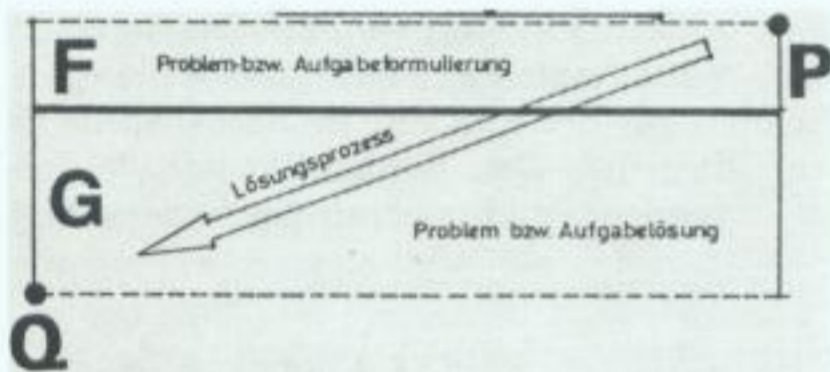 F
Problem-bzw. Aufgabeformulierung
P
Lösungsprozess
G
Problem bzw. Aufgabelösung
Q